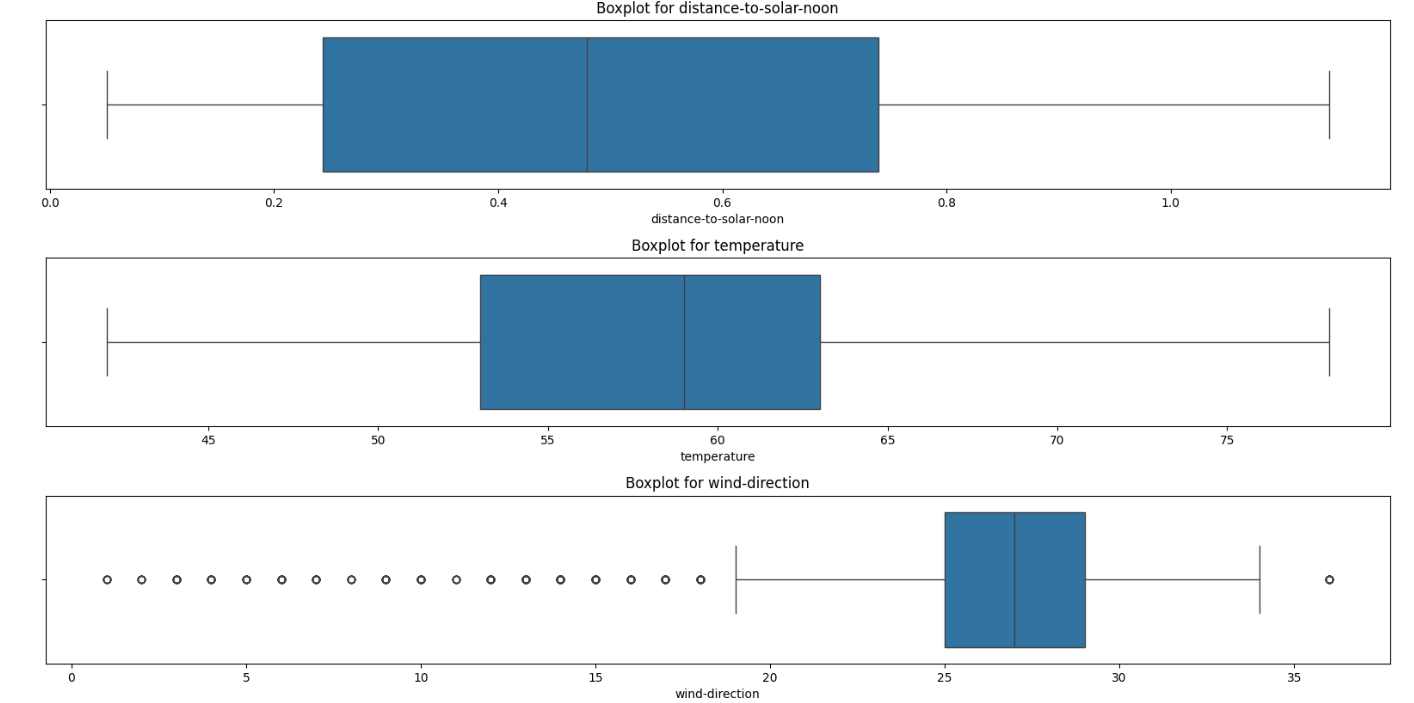 Boxplot for distance-to-solar-noon
0.0 0.2 0.4 0.6 0.8 1.0
distance-to-solar-noon
Boxplot for temperature
45 50 55 60 65 70 75
temperature
Boxplot for wind-direction
0 5 10 15 20 25 30 35
wind-direction